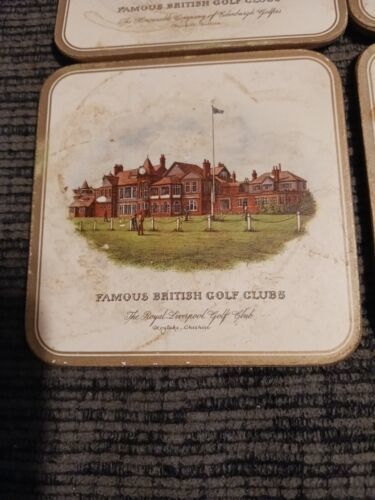 FAMOUS BRITISH GOLF CLUBS
The Honourable Company of Edinburgh Golfers
FAMOUS BRITISH GOLF CLUBS
The Royal Liverpool Golf Club
Hoylake, Cheshire